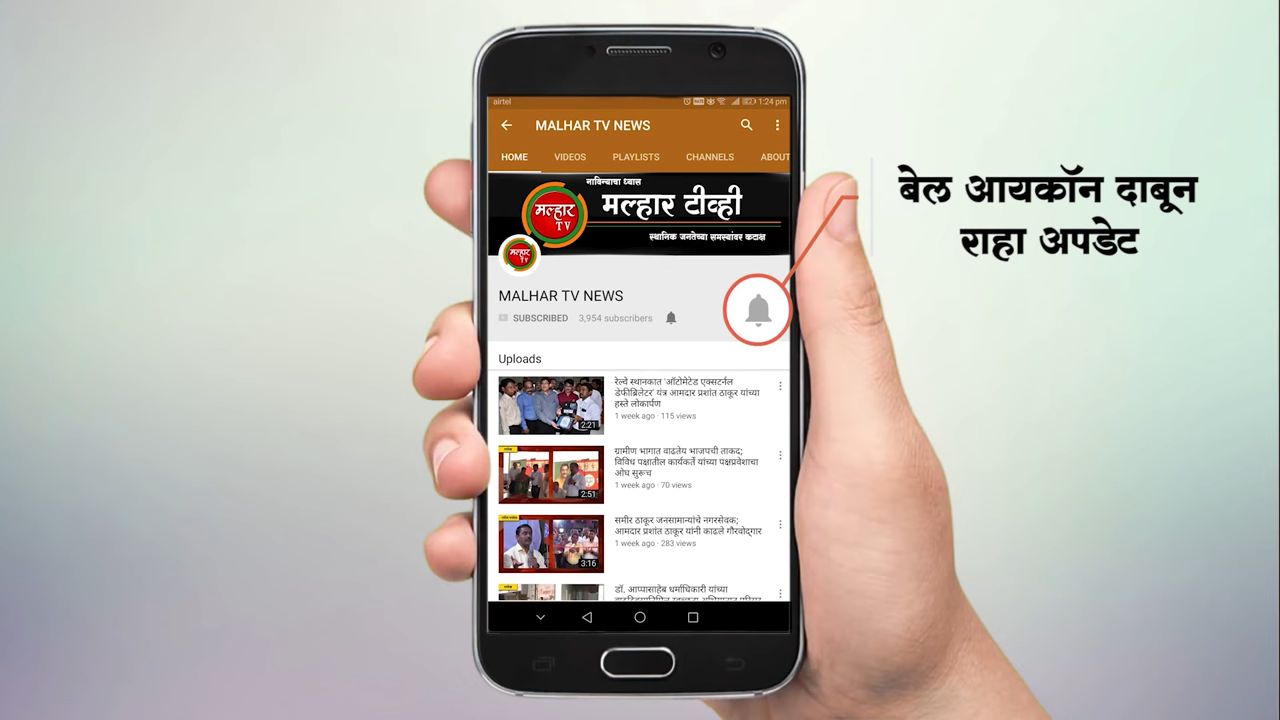 airtel 1:24 pm
MALHAR TV NEWS
HOME VIDEOS PLAYLISTS CHANNELS ABOUT
नाविन्याचा ध्यास
मल्हार टीव्ही
मल्हार
TV
स्थानिक जनतेच्या समस्यांवर कटाक्ष
मल्हार
TV
बेल आयकॉन दाबून
राहा अपडेट
MALHAR TV NEWS
SUBSCRIBED 3,954 subscribers
Uploads
रेल्वे स्थानकात 'ऑटोमेटेड एक्सटर्नल
डेफीब्रिलेटर' यंत्र आमदार प्रशांत ठाकूर यांच्या
हस्ते लोकार्पण
1 week ago · 115 views
2:21
ग्रामीण भागात वाढतेय भाजपची ताकद;
विविध पक्षातील कार्यकर्ते यांच्या पक्षप्रवेशाचा
ओघ सुरूच
1 week ago · 70 views
2:51
समीर ठाकूर जनसामान्यांचे नगरसेवक;
आमदार प्रशांत ठाकूर यांनी काढले गौरवोद्गार
1 week ago · 283 views
3:16
डॉ. आप्पासाहेब धर्माधिकारी यांच्या